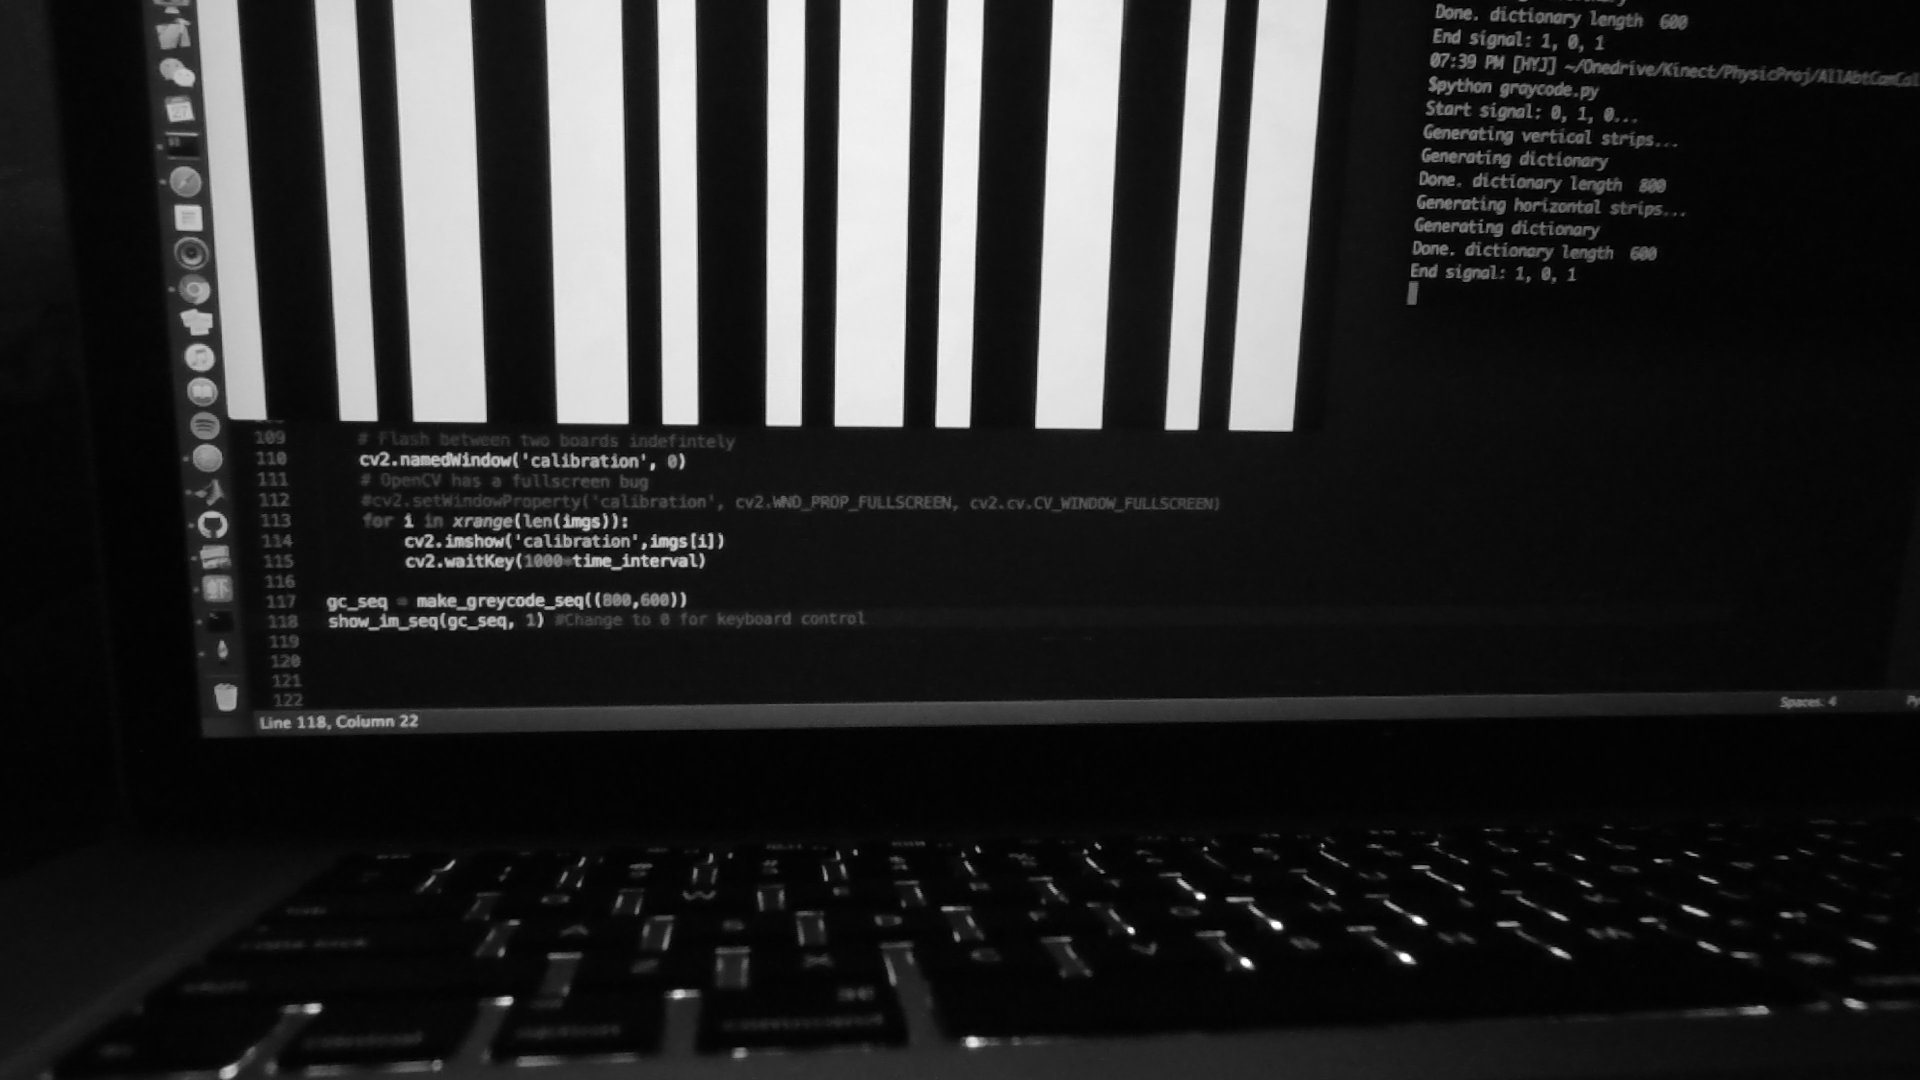 Done. dictionary length 600
End signal: 1, 0, 1
07:39 PM [HYJ] ~/Onedrive/Kinect/PhysicProj/AllAbtCamCal
$python graycode.py
Start signal: 0, 1, 0...
Generating vertical strips...
Generating dictionary
Done. dictionary length 800
Generating horizontal strips...
Generating dictionary
Done. dictionary length 600
End signal: 1, 0, 1
109 # Flash between two boards indefintely
110 cv2.namedWindow('calibration', 0)
111 # OpenCV has a fullscreen bug
112 #cv2.setWindowProperty('calibration', cv2.WND_PROP_FULLSCREEN, cv2.cv.CV_WINDOW_FULLSCREEN)
113 for i in xrange(len(imgs)):
114 cv2.imshow('calibration',imgs[i])
115 cv2.waitKey(1000*time_interval)
116
117 gc_seq = make_greycode_seq((800,600))
118 show_im_seq(gc_seq, 1) #Change to 0 for keyboard control
119
120
121
122
Line 118, Column 22
Spaces: 4